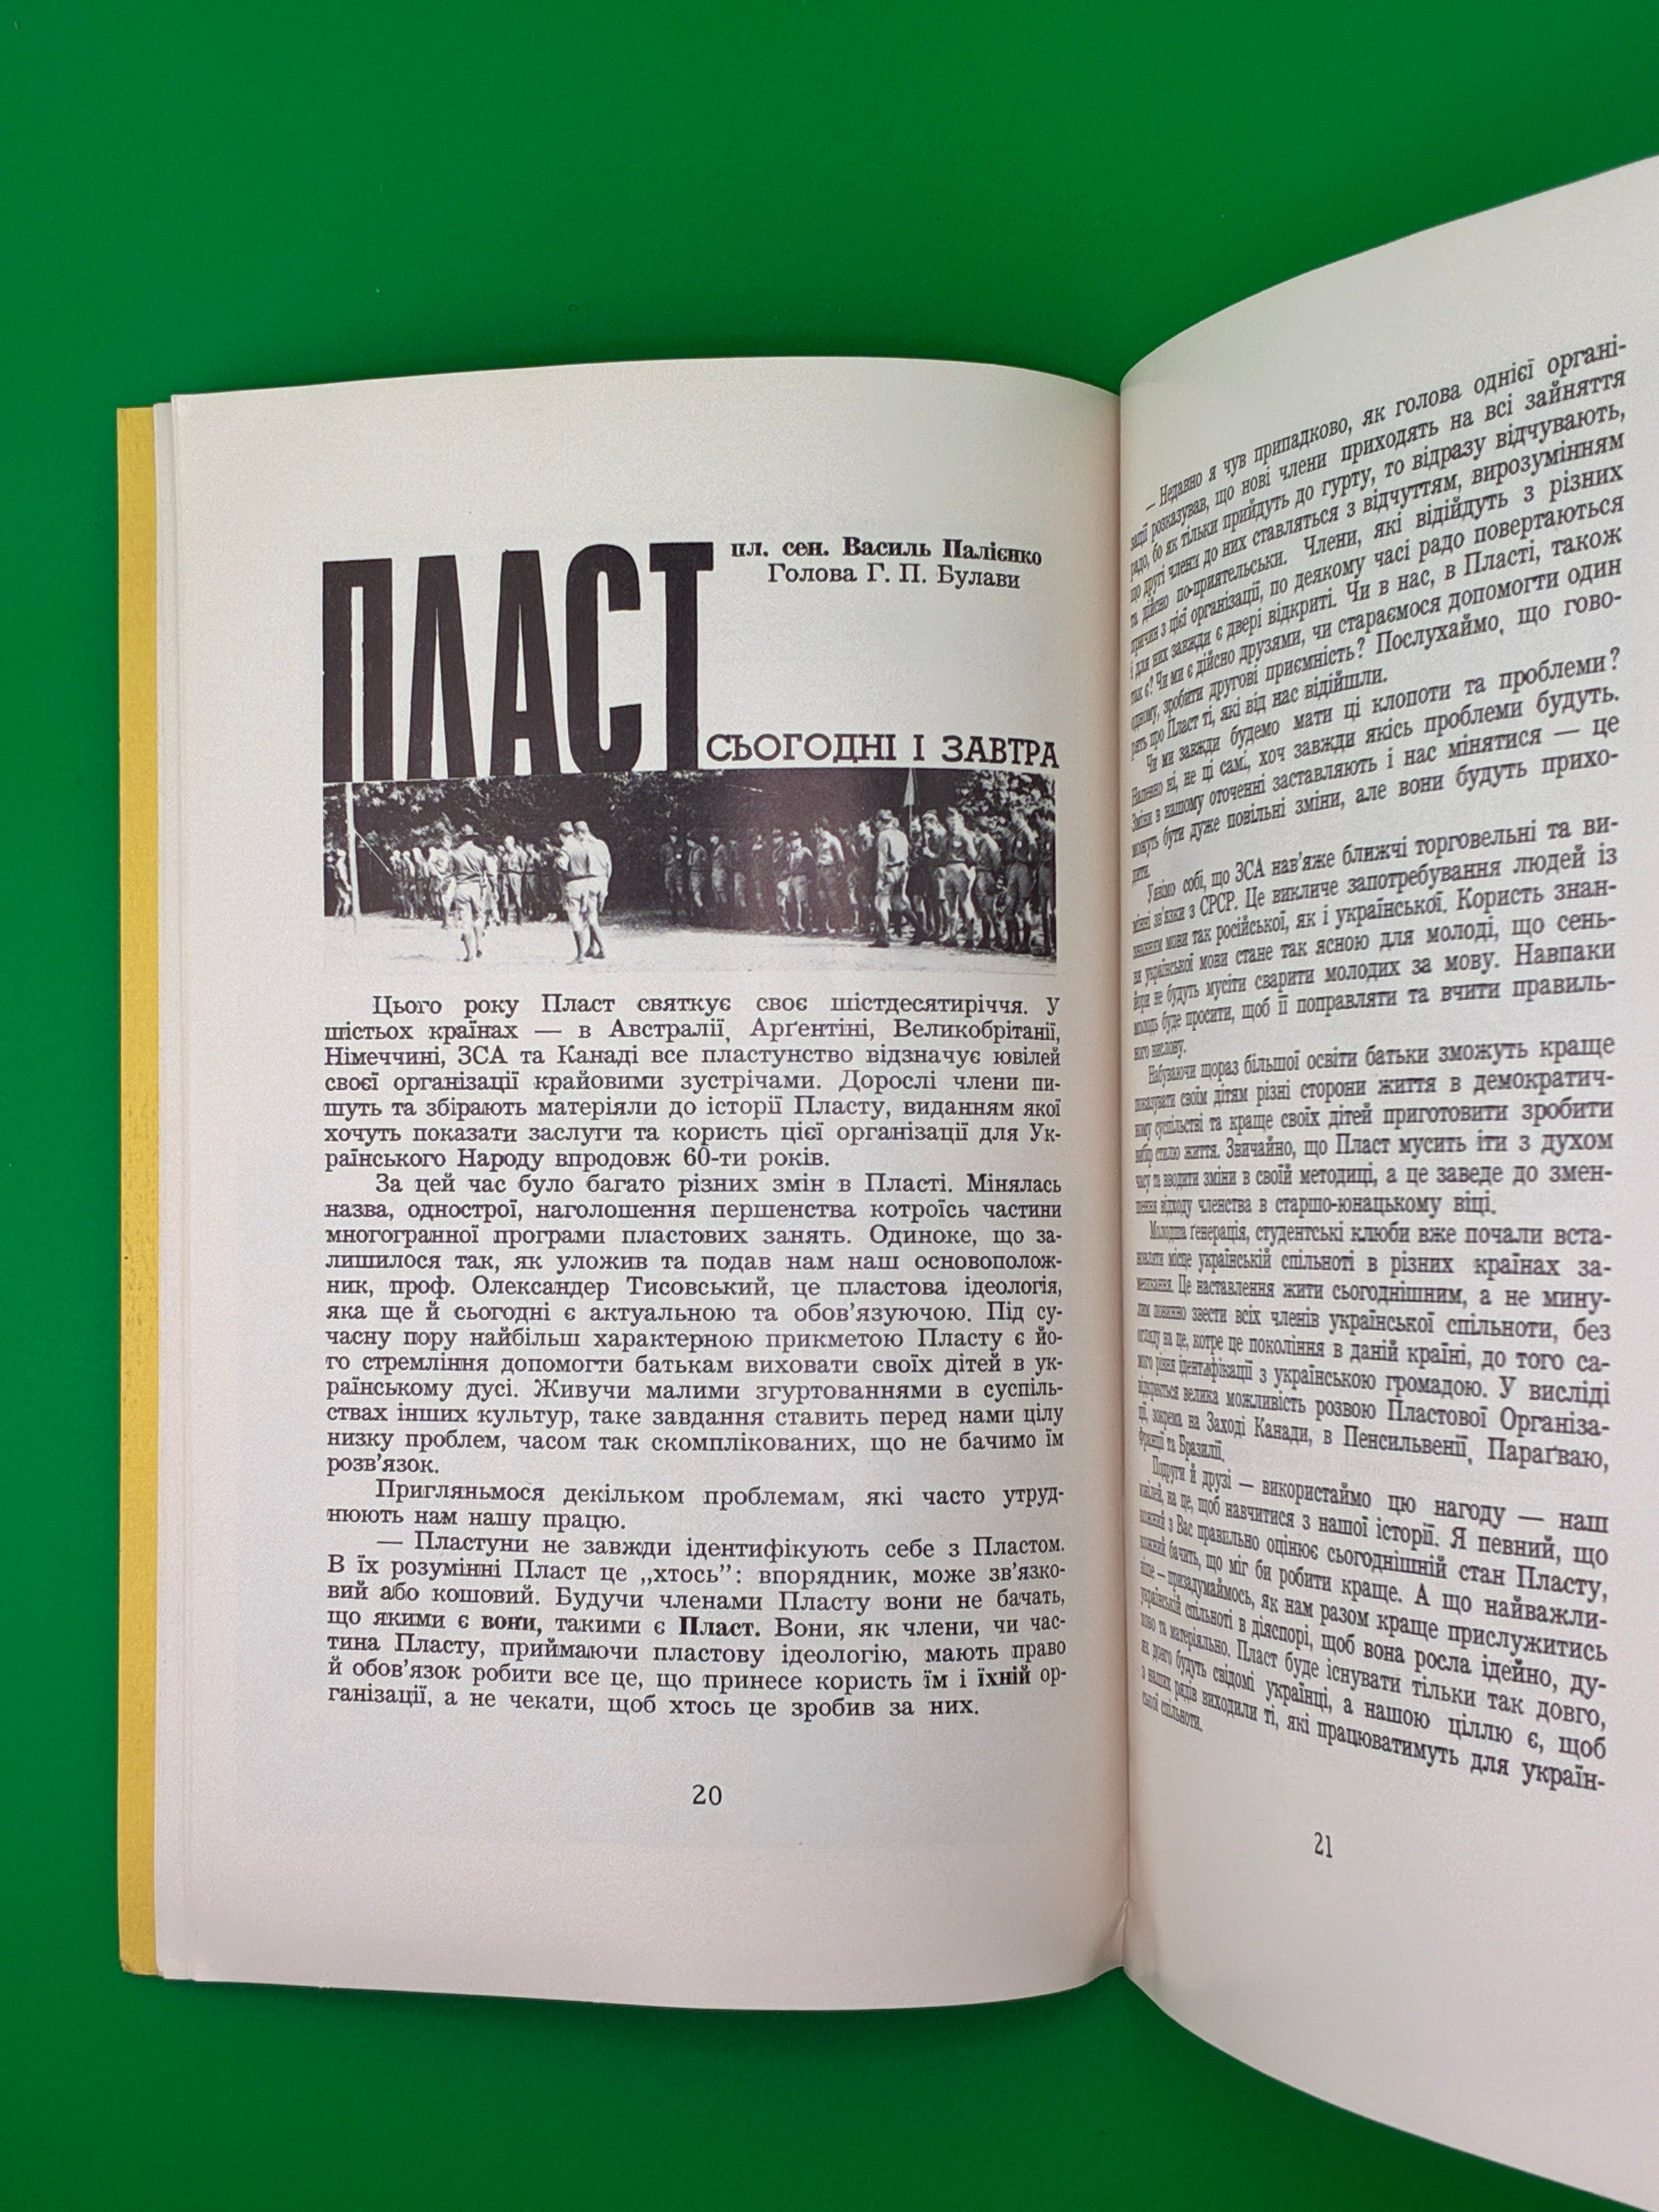 ПЛАСТ
пл. сен. Василь Палієнко
Голова Г. П. Булави
СЬОГОДНІ І ЗАВТРА
Цього року Пласт святкує своє шістдесятиріччя. У
шістьох країнах — в Австралії, Арґентіні, Великобрітанії,
Німеччині, ЗСА та Канаді все пластунство відзначує ювілей
своєї організації крайовими зустрічами. Дорослі члени пи-
шуть та збірають матеріяли до історії Пласту, виданням якої
хочуть показати заслуги та користь цієї організації для Ук-
раїнського Народу впродовж 60-ти років.
За цей час було багато різних змін в Пласті. Мінялась
назва, однострої, наголошення першенства котроїсь частини
многогранної програми пластових занять. Одиноке, що за-
лишилося так, як уложив та подав нам наш основополож-
ник, проф. Олександер Тисовський, це пластова ідеологія,
яка ще й сьогодні є актуальною та обов'язуючою. Під су-
часну пору найбільш характерною прикметою Пласту є йо-
го стремління допомогти батькам виховати своїх дітей в ук-
раїнському дусі. Живучи малими згуртованнями в суспіль-
ствах інших культур, таке завдання ставить перед нами цілу
низку проблем, часом так скомплікованих, що не бачимо їм
розв'язок.
Пригляньмося декільком проблемам, які часто утруд-
нюють нам нашу працю.
— Пластуни не завжди ідентифікують себе з Пластом.
В їх розумінні Пласт це „хтось”: впорядник, може зв'язко-
вий або кошовий. Будучи членами Пласту вони не бачать,
що якими є вони, такими є Пласт. Вони, як члени, чи час-
тина Пласту, приймаючи пластову ідеологію, мають право
й обов'язок робити все це, що принесе користь їм і їхній ор-
ганізації, а не чекати, щоб хтось це зробив за них.
20
— Недавно я чув припадково, як голова однієї органі-
зації розказував, що нові члени приходять на всі зайняття
радо, бо як тільки прийдуть до гурту, то відразу відчувають,
що другі члени до них ставляться з відчуттям, вирозумінням
та дійсно по-приятельськи. Члени, які відійдуть з різних
причин з цієї організації, по деякому часі радо повертаються
і для них завжди є двері відкриті. Чи в нас, в Пласті, також
так є? Чи ми є дійсно друзями, чи стараємося допомогти один
одному, зробити другові приємність? Послухаймо, що гово-
рять про Пласт ті, які від нас відійшли.
Чи ми завжди будемо мати ці клопоти та проблеми?
Напевно ні, не ці самі, хоч завжди якісь проблеми будуть.
Зміни в нашому оточенні заставляють і нас мінятися — це
можуть бути дуже повільні зміни, але вони будуть прихо-
дити.
Уявімо собі, що ЗСА нав'яже ближчі торговельні та ви-
мінні зв'язки з СРСР. Це викличе запотребування людей із
знанням мови так російської, як і української. Користь знан-
ня української мови стане так ясною для молоді, що сень-
йори не будуть мусіти сварити молодих за мову. Навпаки
молодь буде просити, щоб її поправляти та вчити правиль-
ного вислову.
Набуваючи щораз більшої освіти батьки зможуть краще
показувати своїм дітям різні сторони життя в демократич-
ному суспільстві та краще своїх дітей приготовити зробити
вибір стилю життя. Звичайно, що Пласт мусить іти з духом
часу та вводити зміни в своїй методиці, а це заведе до змен-
шення відходу членства в старшо-юнацькому віці.
Молодша ґенерація, студентські клюби вже почали вста-
новляти місце українській спільноті в різних країнах за-
мешкання. Це наставлення жити сьогоднішним, а не мину-
лим повинно звести всіх членів української спільноти, без
огляду на це, котре це покоління в даній країні, до того са-
мого рівня ідентифікації з українською громадою. У висліді
відкриється велика можливість розвою Пластової Організа-
ції, зокрема на Заході Канади, в Пенсильвенії, Параґваю,
Франції та Бразилії.
Подруги й друзі — використаймо цю нагоду — наш
ювілей, на це, щоб навчитися з нашої історії. Я певний, що
кожний з Вас правильно оцінює сьогоднішній стан Пласту,
кожний бачить, що міг би робити краще. А що найважли-
віше — призадумаймось, як нам разом краще прислужитись
українській спільноті в діяспорі, щоб вона росла ідейно, ду-
хово та матеріяльно. Пласт буде існувати тільки так довго,
як довго будуть свідомі українці, а нашою ціллю є, щоб
з наших рядів виходили ті, які працюватимуть для україн-
ської спільноти.
21